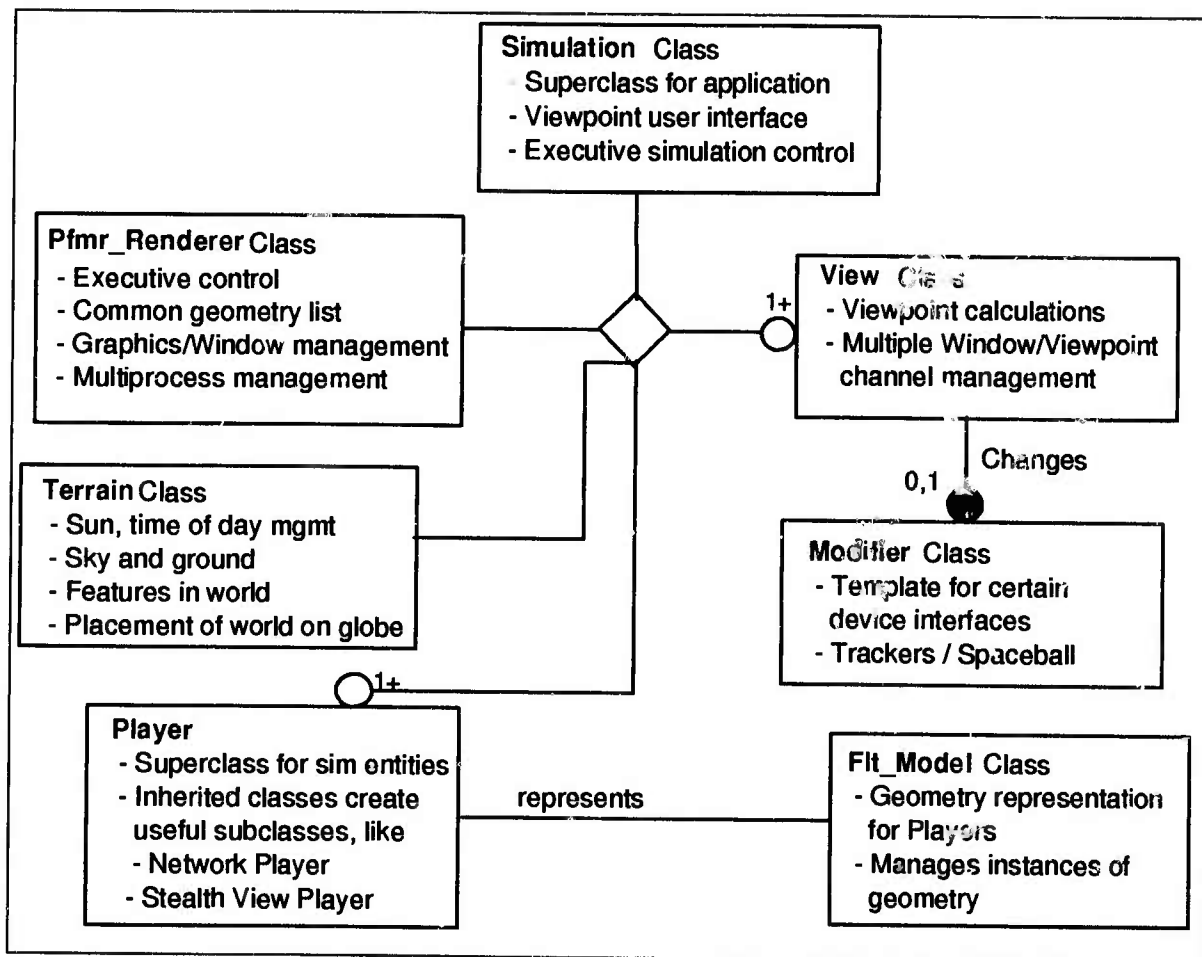 Simulation Class
- Superclass for application
- Viewpoint user interface
- Executive simulation control
Pfmr_Renderer Class
- Executive control
- Common geometry list
- Graphics/Window management
- Multiprocess management
1+
View Class
- Viewpoint calculations
- Multiple Window/Viewpoint
channel management
Changes
0,1
Terrain Class
- Sun, time of day mgmt
- Sky and ground
- Features in world
- Placement of world on globe
Modifier Class
- Template for certain
device interfaces
- Trackers / Spaceball
1+
Player
- Superclass for sim entities
- Inherited classes create
useful subclasses, like
- Network Player
- Stealth View Player
represents
Flt_Model Class
- Geometry representation
for Players
- Manages instances of
geometry